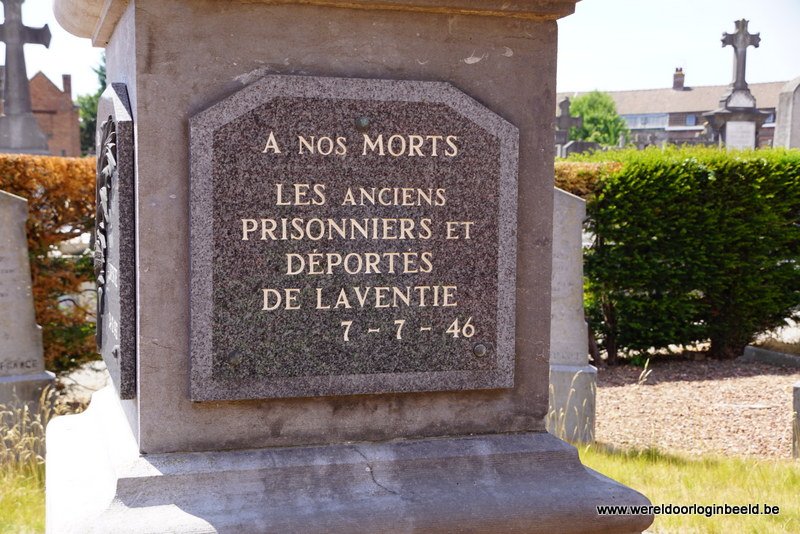 A NOS MORTS
LES ANCIENS
PRISONNIERS ET
DÉPORTÉS
DE LAVENTIE
7 - 7 - 46
www.wereldoorloginbeeld.be